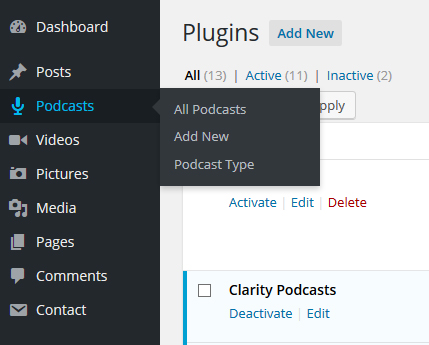 Dashboard
Posts
Podcasts
Videos
Pictures
Media
Pages
Comments
Contact
All Podcasts
Add New
Podcast Type
Plugins Add New
All (13) | Active (11) | Inactive (2)
pply
Activate | Edit | Delete
Clarity Podcasts
Deactivate | Edit